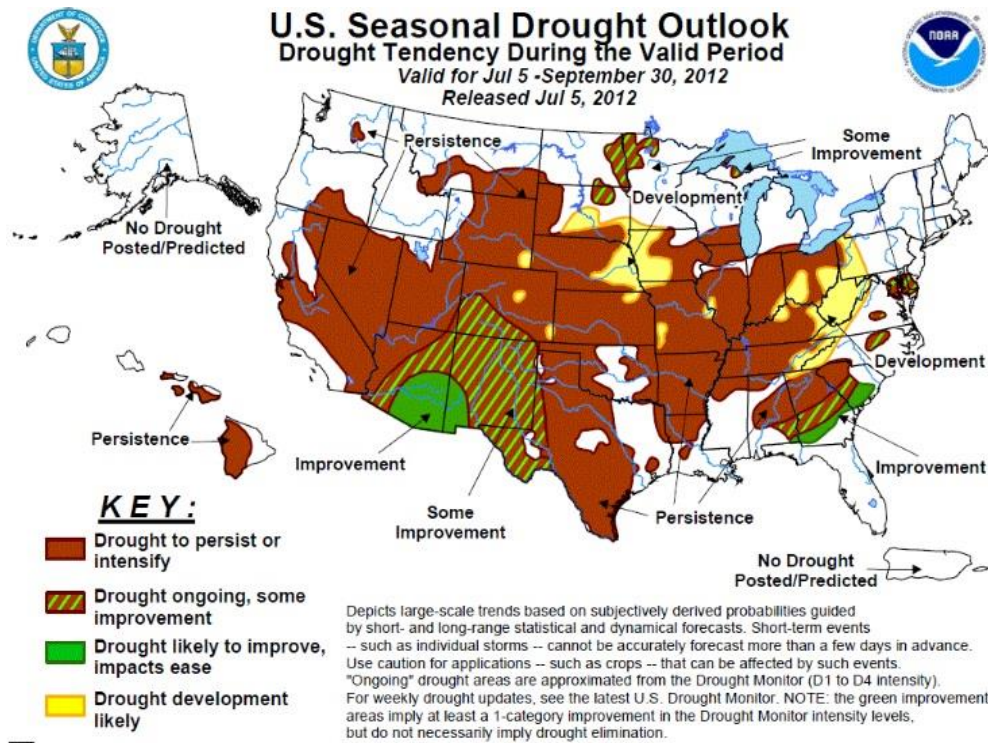 U.S. Seasonal Drought Outlook
Drought Tendency During the Valid Period
Valid for Jul 5 -September 30, 2012
Released Jul 5, 2012
DEPARTMENT OF COMMERCE
UNITED STATES OF AMERICA
NOAA
Persistence
Some
Improvement
No Drought
Posted/Predicted
Development
Development
Persistence
Improvement
Improvement
Some
Improvement
Persistence
No Drought
Posted/Predicted
KEY:
Drought to persist or
intensify
Drought ongoing, some
improvement
Drought likely to improve,
impacts ease
Drought development
likely
Depicts large-scale trends based on subjectively derived probabilities guided
by short- and long-range statistical and dynamical forecasts. Short-term events
-- such as individual storms -- cannot be accurately forecast more than a few days in advance.
Use caution for applications -- such as crops -- that can be affected by such events.
"Ongoing" drought areas are approximated from the Drought Monitor (D1 to D4 intensity).
For weekly drought updates, see the latest U.S. Drought Monitor. NOTE: the green improvement
areas imply at least a 1-category improvement in the Drought Monitor intensity levels,
but do not necessarily imply drought elimination.